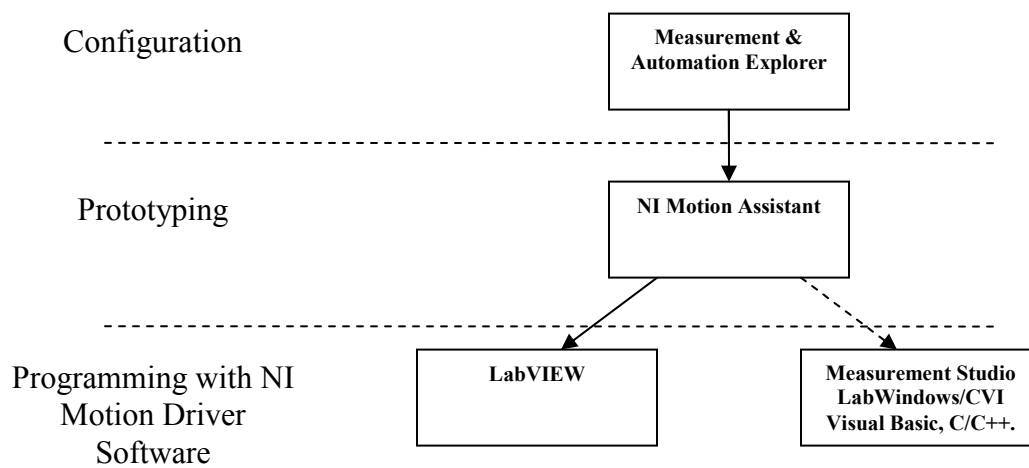 Configuration
Measurement &
Automation Explorer
Prototyping
NI Motion Assistant
Programming with NI
Motion Driver
Software
LabVIEW
Measurement Studio
LabWindows/CVI
Visual Basic, C/C++.